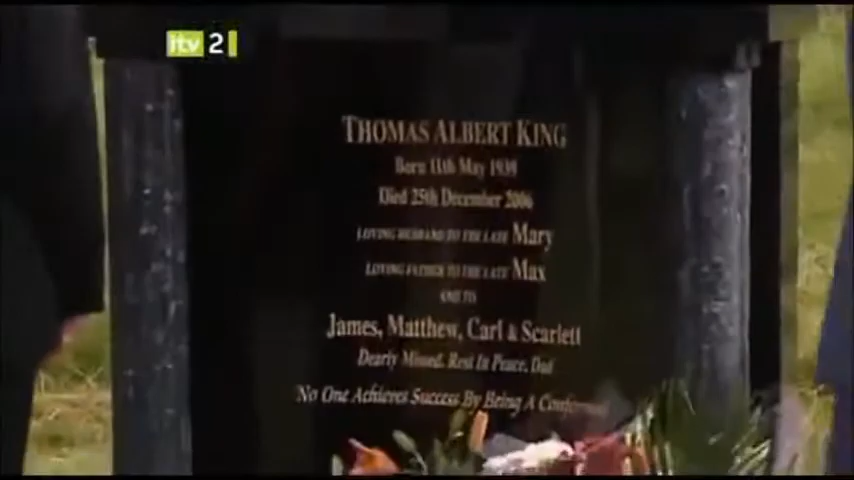 itv 2
THOMAS ALBERT KING
Born 11th May 1939
Died 25th December 2006
LOVING HUSBAND TO THE LATE Mary
LOVING FATHER TO THE LATE Max
AND TO
James, Matthew, Carl & Scarlett
Dearly Missed. Rest In Peace, Dad
No One Achieves Success By Being A